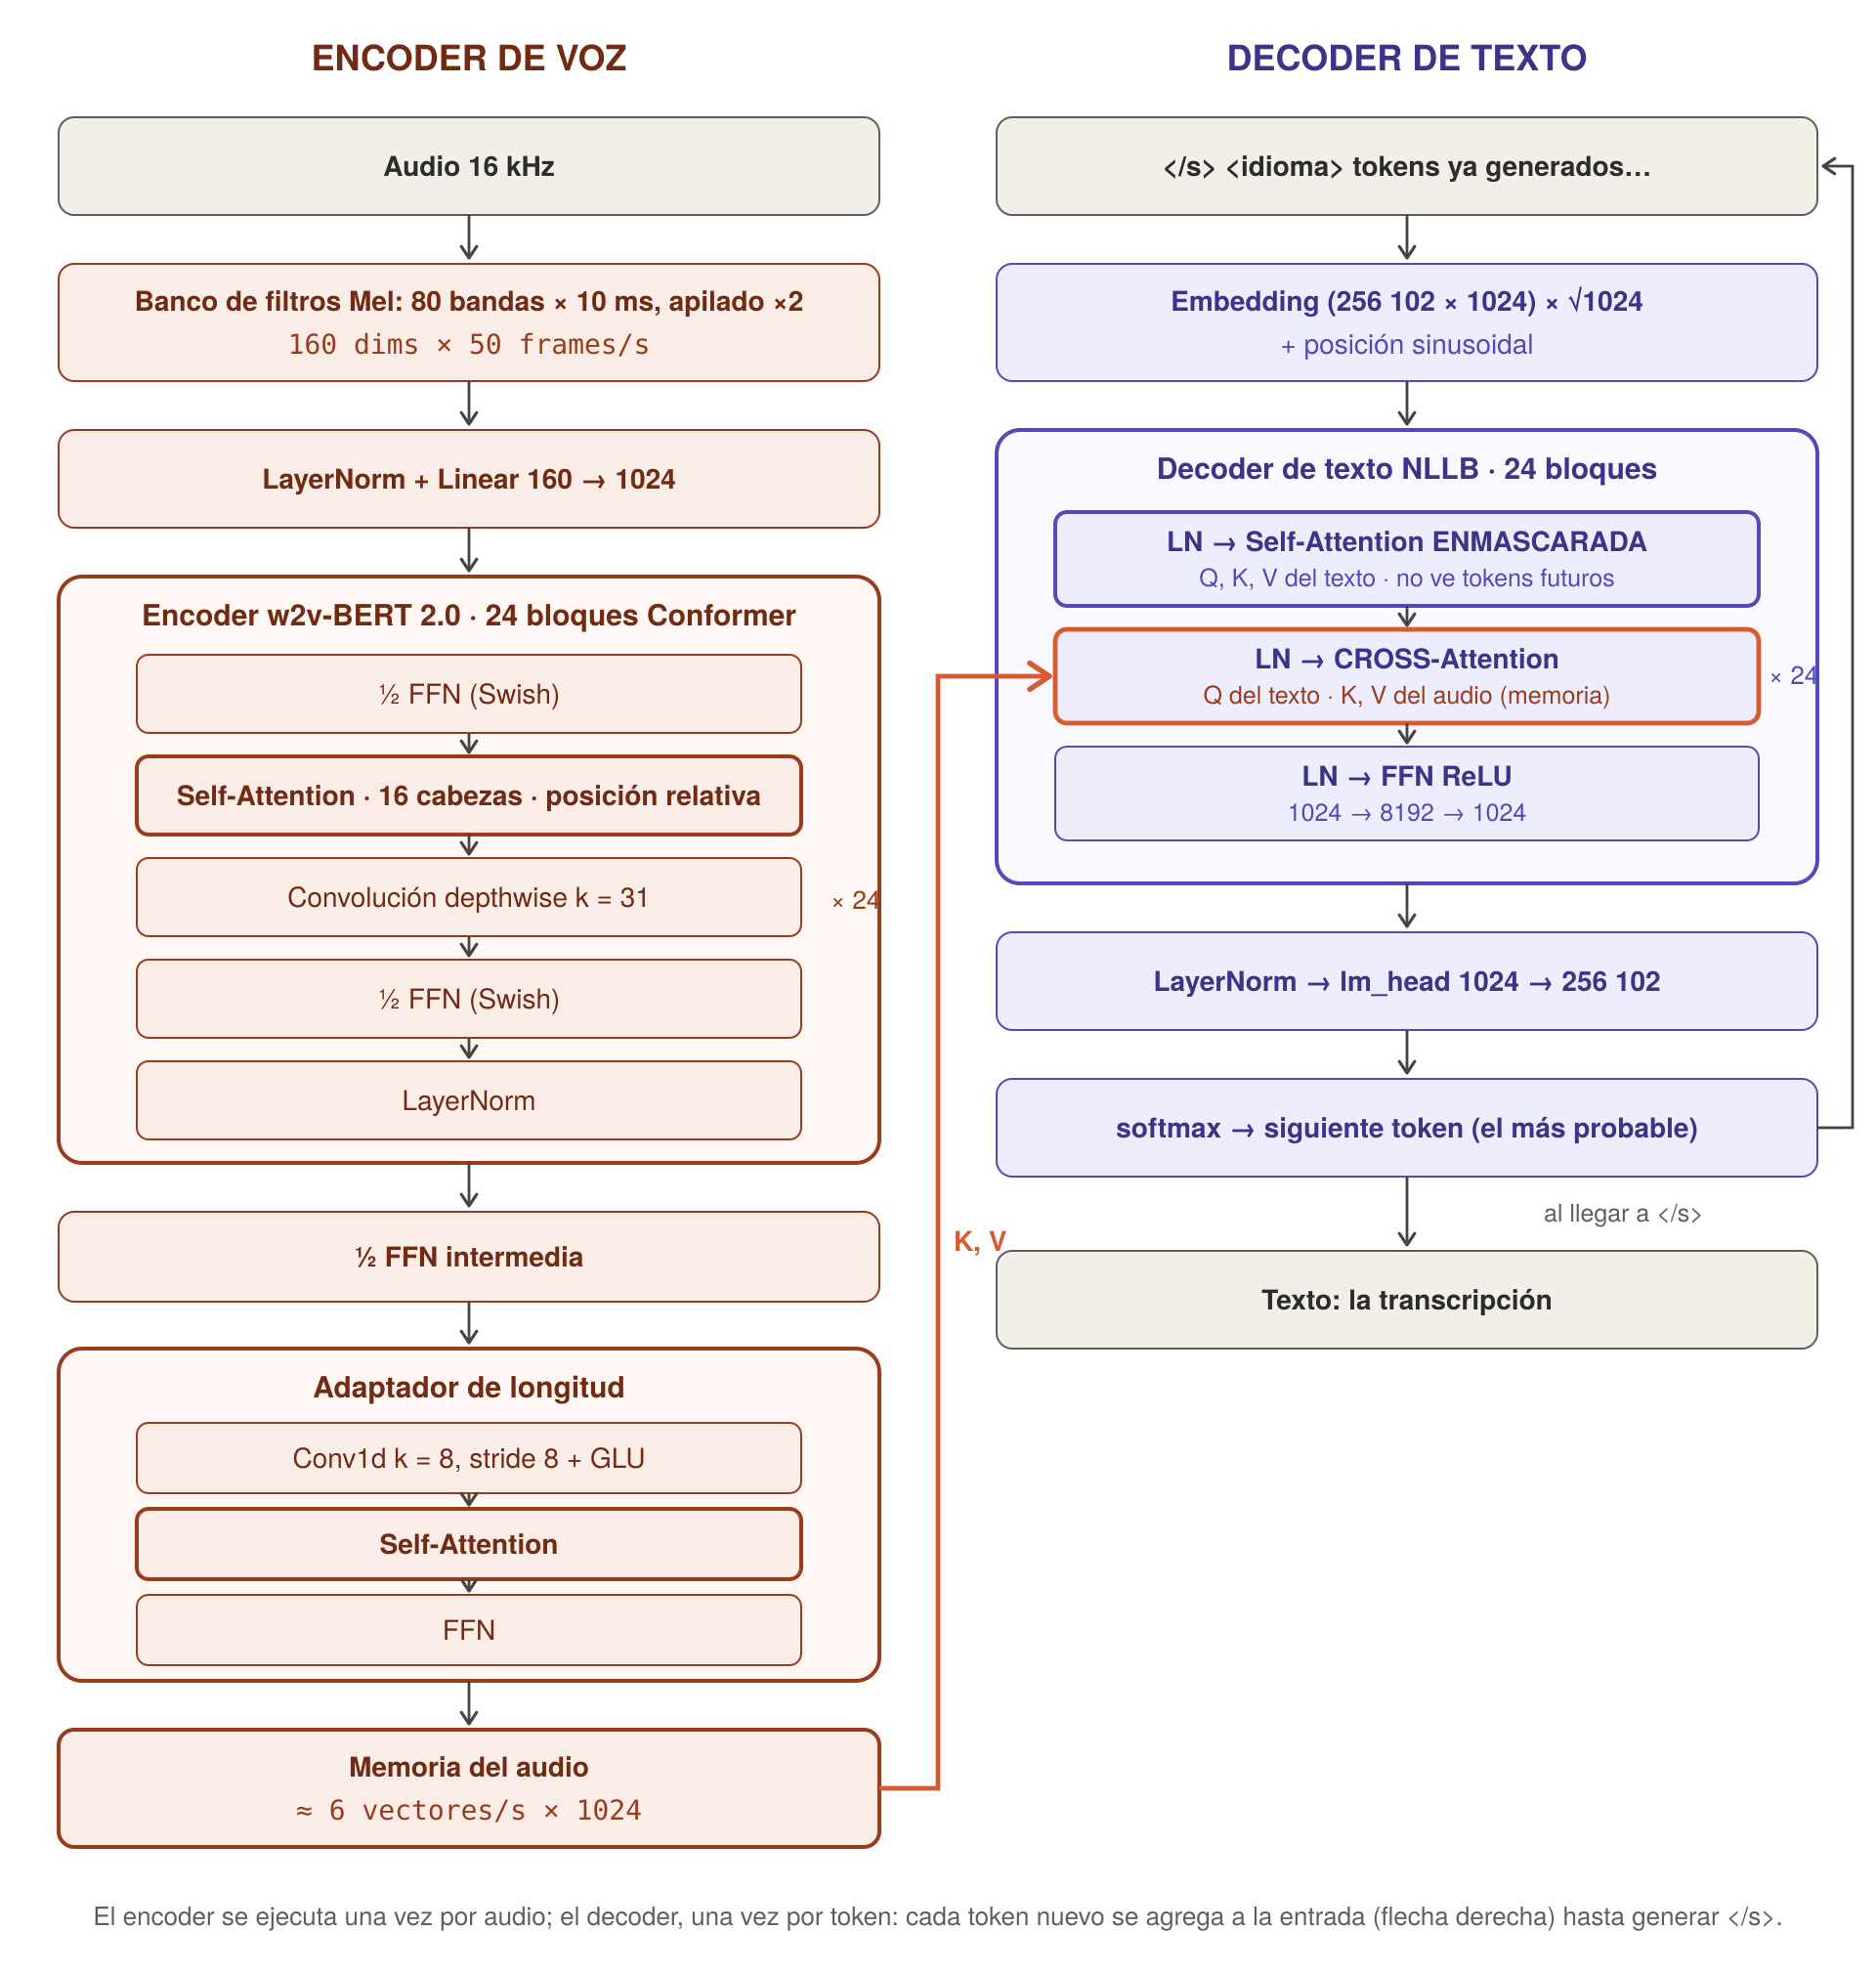 ENCODER DE VOZ
Audio 16 kHz
Banco de filtros Mel: 80 bandas × 10 ms, apilado ×2
160 dims × 50 frames/s
LayerNorm + Linear 160 → 1024
Encoder w2v-BERT 2.0 · 24 bloques Conformer
½ FFN (Swish)
Self-Attention · 16 cabezas · posición relativa
Convolución depthwise k = 31
× 24
½ FFN (Swish)
LayerNorm
½ FFN intermedia
Adaptador de longitud
Conv1d k = 8, stride 8 + GLU
Self-Attention
FFN
Memoria del audio
≈ 6 vectores/s × 1024
K, V
DECODER DE TEXTO
</s> <idioma> tokens ya generados…
Embedding (256 102 × 1024) × √1024
+ posición sinusoidal
Decoder de texto NLLB · 24 bloques
LN → Self-Attention ENMASCARADA
Q, K, V del texto · no ve tokens futuros
LN → CROSS-Attention
Q del texto · K, V del audio (memoria)
× 24
LN → FFN ReLU
1024 → 8192 → 1024
LayerNorm → lm_head 1024 → 256 102
softmax → siguiente token (el más probable)
al llegar a </s>
Texto: la transcripción
El encoder se ejecuta una vez por audio; el decoder, una vez por token: cada token nuevo se agrega a la entrada (flecha derecha) hasta generar </s>.